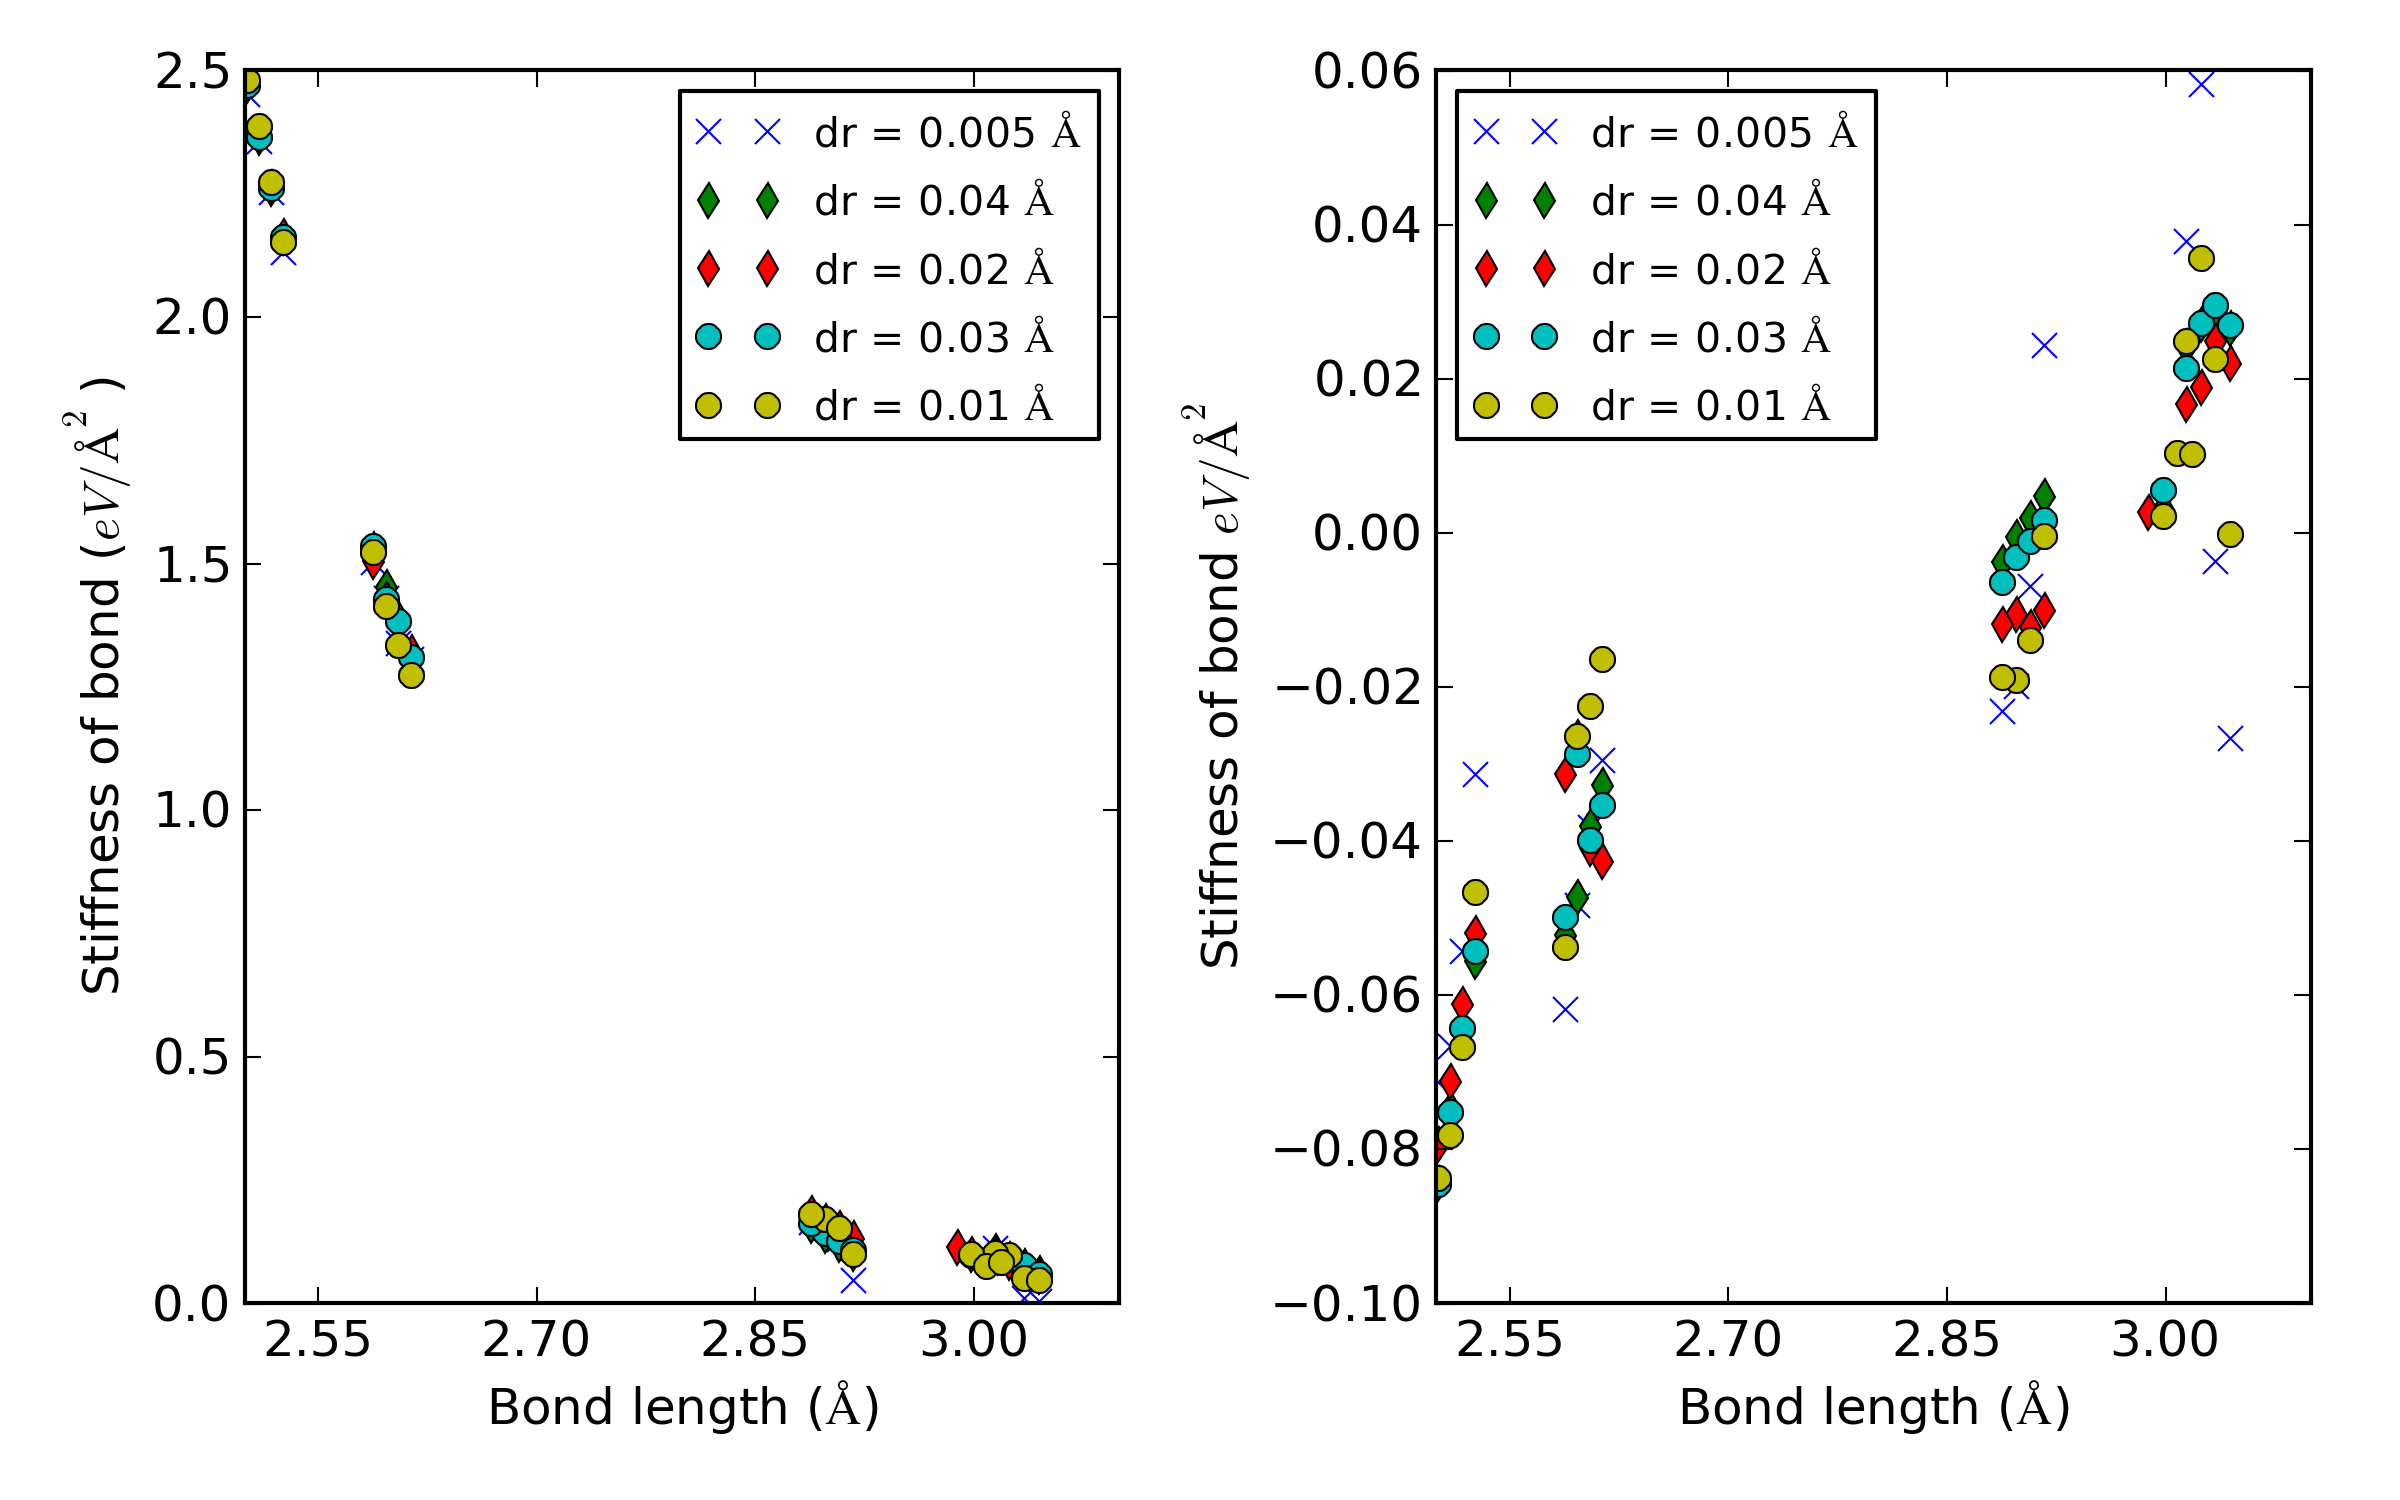 Stiffness of bond (eV/Å² )
2.5
2.0
1.5
1.0
0.5
0.0
dr = 0.005 Å
dr = 0.04 Å
dr = 0.02 Å
dr = 0.03 Å
dr = 0.01 Å
2.55 2.70 2.85 3.00
Bond length (Å)
Stiffness of bond eV/Å²
0.06
0.04
0.02
0.00
−0.02
−0.04
−0.06
−0.08
−0.10
dr = 0.005 Å
dr = 0.04 Å
dr = 0.02 Å
dr = 0.03 Å
dr = 0.01 Å
2.55 2.70 2.85 3.00
Bond length (Å)